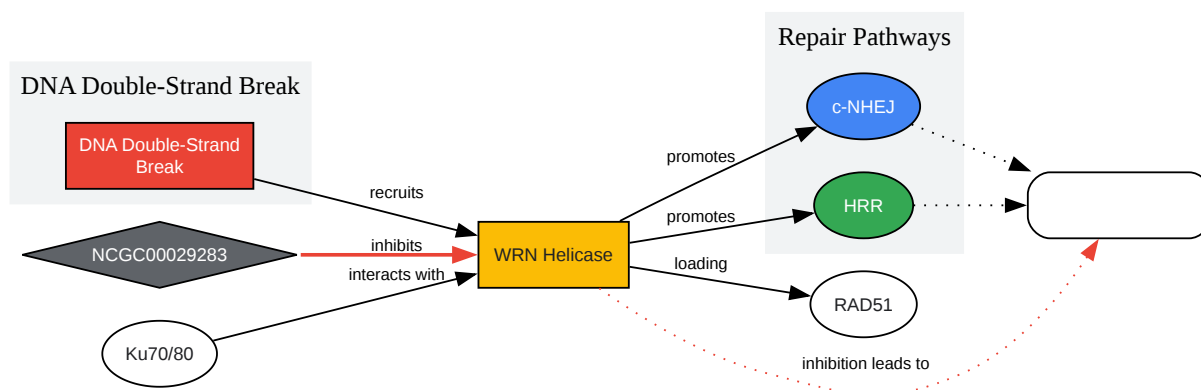 DNA Double-Strand Break
DNA Double-Strand
Break
NCGC00029283
Ku70/80
recruits
inhibits
interacts with
WRN Helicase
promotes
promotes
loading
inhibition leads to
Repair Pathways
c-NHEJ
HRR
RAD51